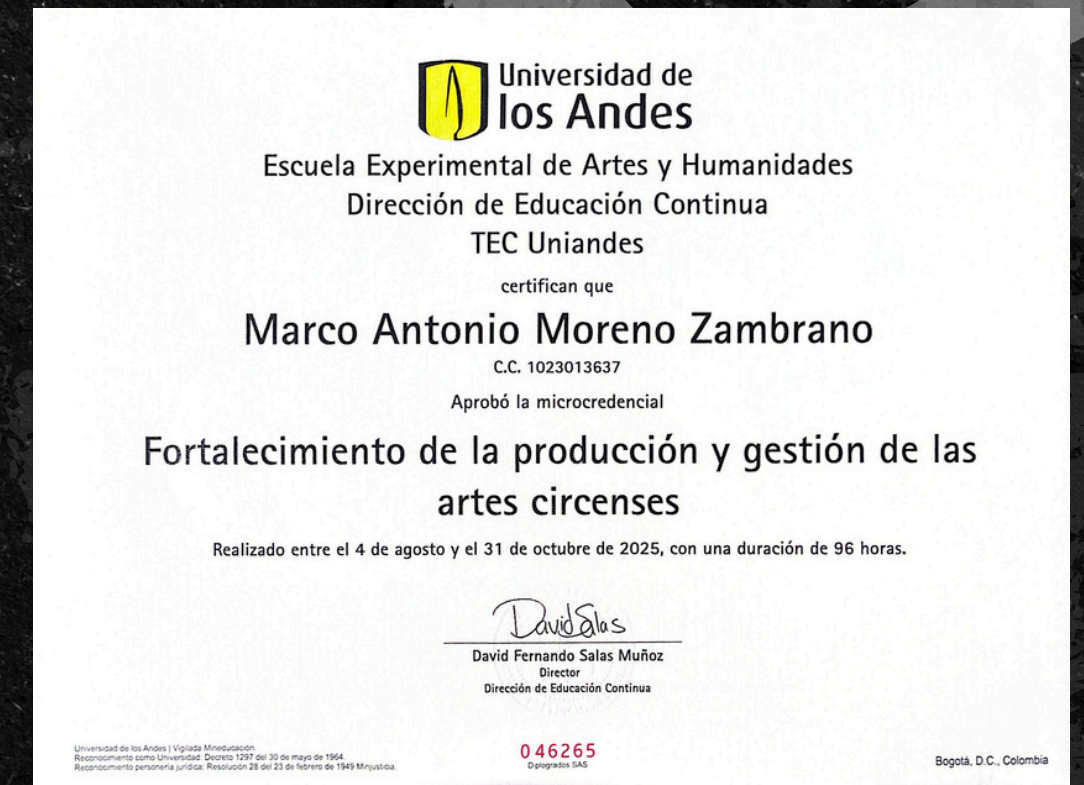 Universidad de
los Andes
Escuela Experimental de Artes y Humanidades
Dirección de Educación Continua
TEC Uniandes
certifican que
Marco Antonio Moreno Zambrano
C.C. 1023013637
Aprobó la microcredencial
Fortalecimiento de la producción y gestión de las
artes circenses
Realizado entre el 4 de agosto y el 31 de octubre de 2025, con una duración de 96 horas.
David Salas
David Fernando Salas Muñoz
Director
Dirección de Educación Continua
Universidad de los Andes | Vigilada Mineducación.
Reconocimiento como Universidad: Decreto 1297 del 30 de mayo de 1964.
Reconocimiento personería jurídica: Resolución 28 del 23 de febrero de 1949 Minjusticia.
046265
Diplogrados SAS
Bogotá, D.C., Colombia